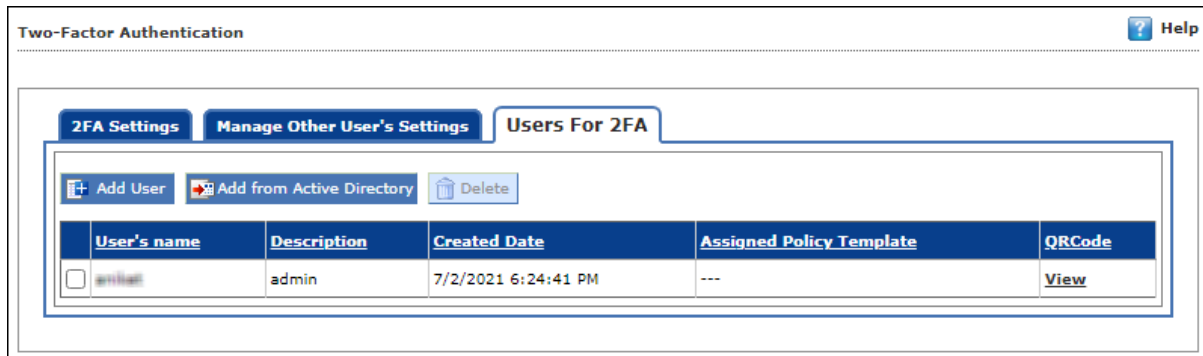 Two-Factor Authentication Help
2FA Settings Manage Other User's Settings Users For 2FA
Add User Add from Active Directory Delete
User's name Description Created Date Assigned Policy Template QRCode
admin 7/2/2021 6:24:41 PM --- View